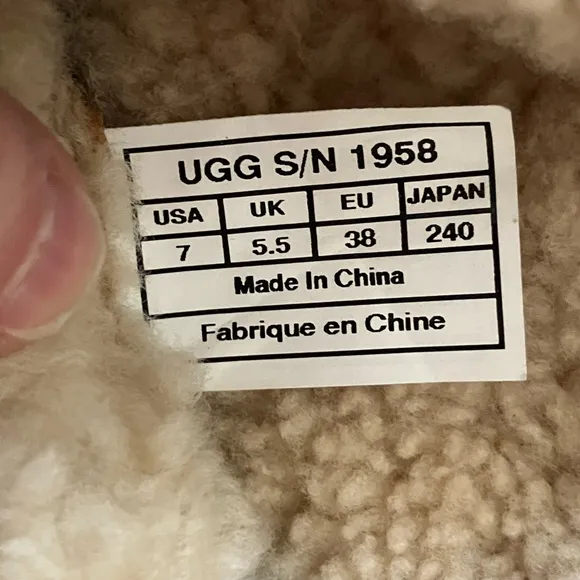 UGG S/N 1958
USA UK EU JAPAN
7 5.5 38 240
Made In China
Fabrique en Chine